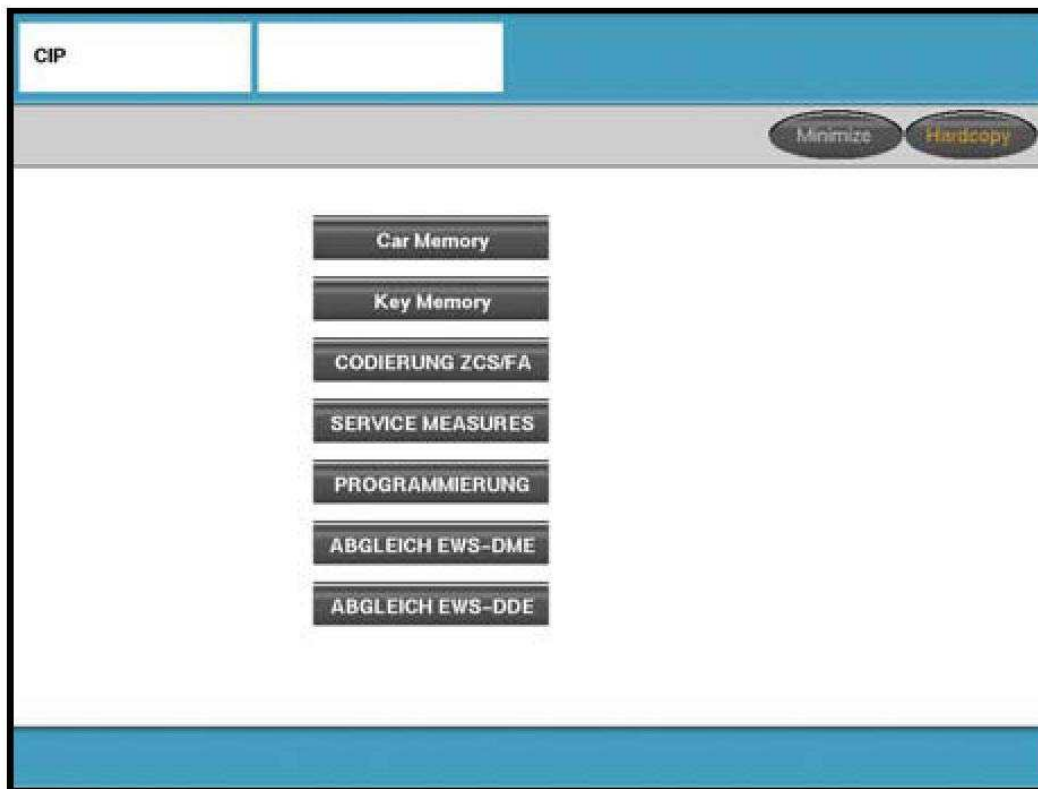 CIP
Minimize Hardcopy
Car Memory
Key Memory
CODIERUNG ZCS/FA
SERVICE MEASURES
PROGRAMMIERUNG
ABGLEICH EWS-DME
ABGLEICH EWS-DDE